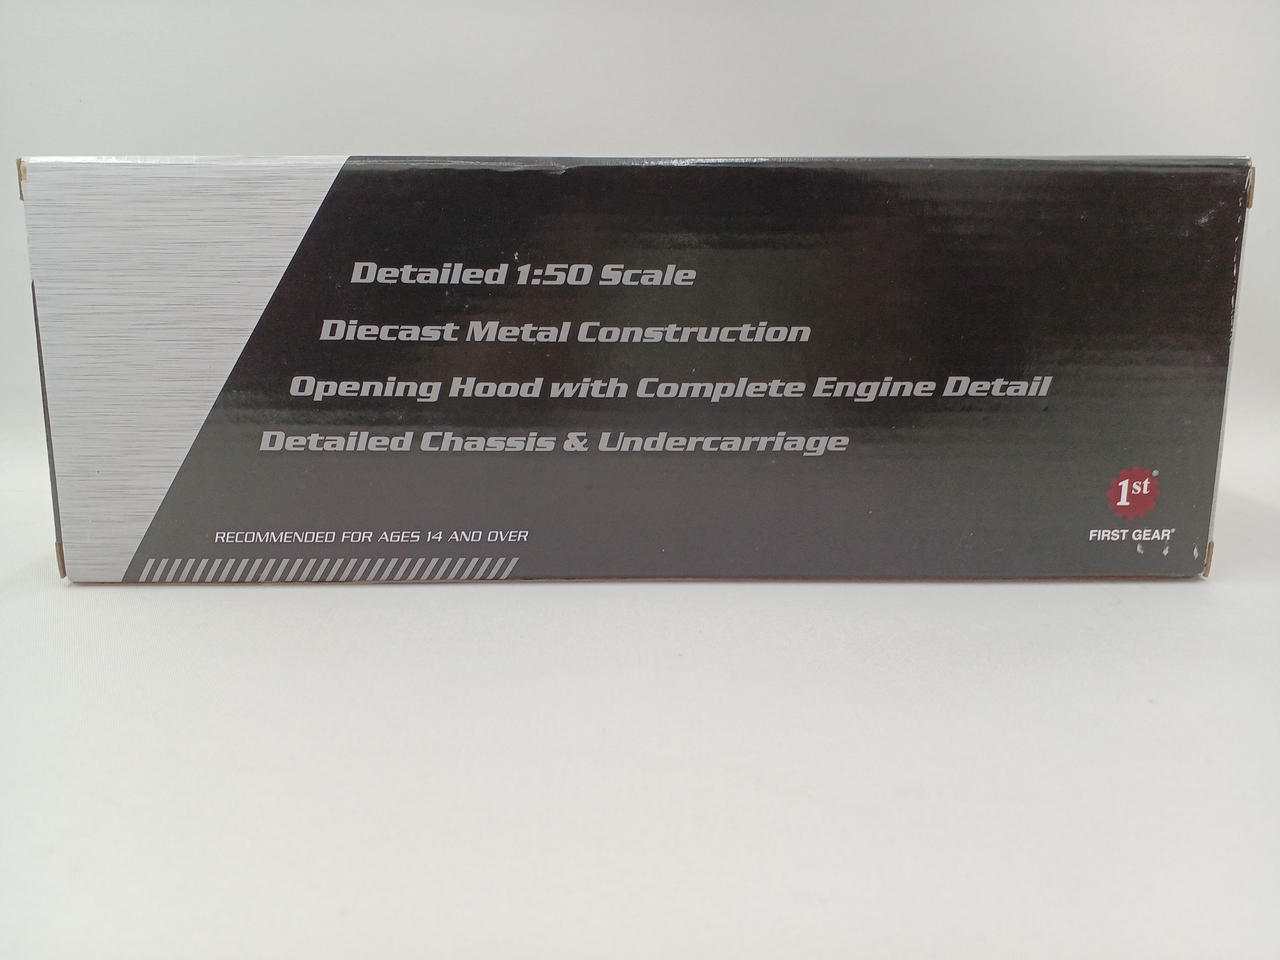 Detailed 1:50 Scale
Diecast Metal Construction
Opening Hood with Complete Engine Detail
Detailed Chassis & Undercarriage
RECOMMENDED FOR AGES 14 AND OVER
1st
FIRST GEAR®